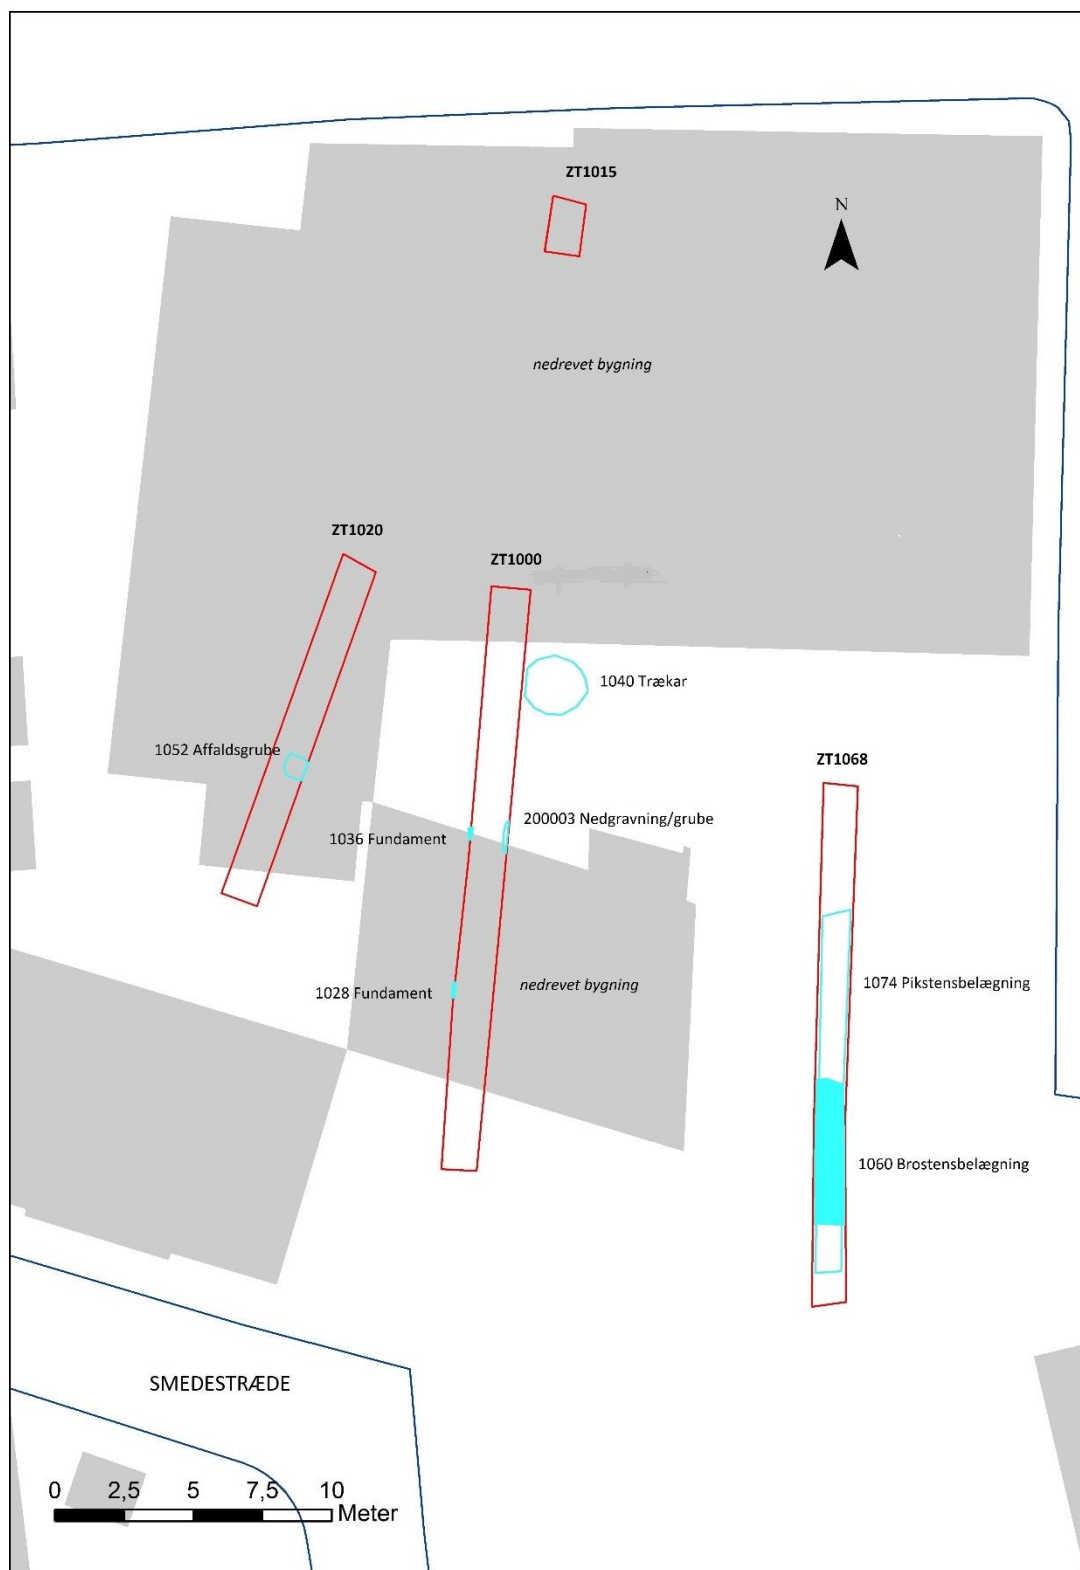 ZT1015
N
nedrevet bygning
ZT1020
ZT1000
1040 Trækar
1052 Affaldsgrube
ZT1068
200003 Nedgravning/grube
1036 Fundament
1074 Pikstensbelægning
nedrevet bygning
1028 Fundament
1060 Brostensbelægning
SMEDESTRÆDE
0 2,5 5 7,5 10
Meter